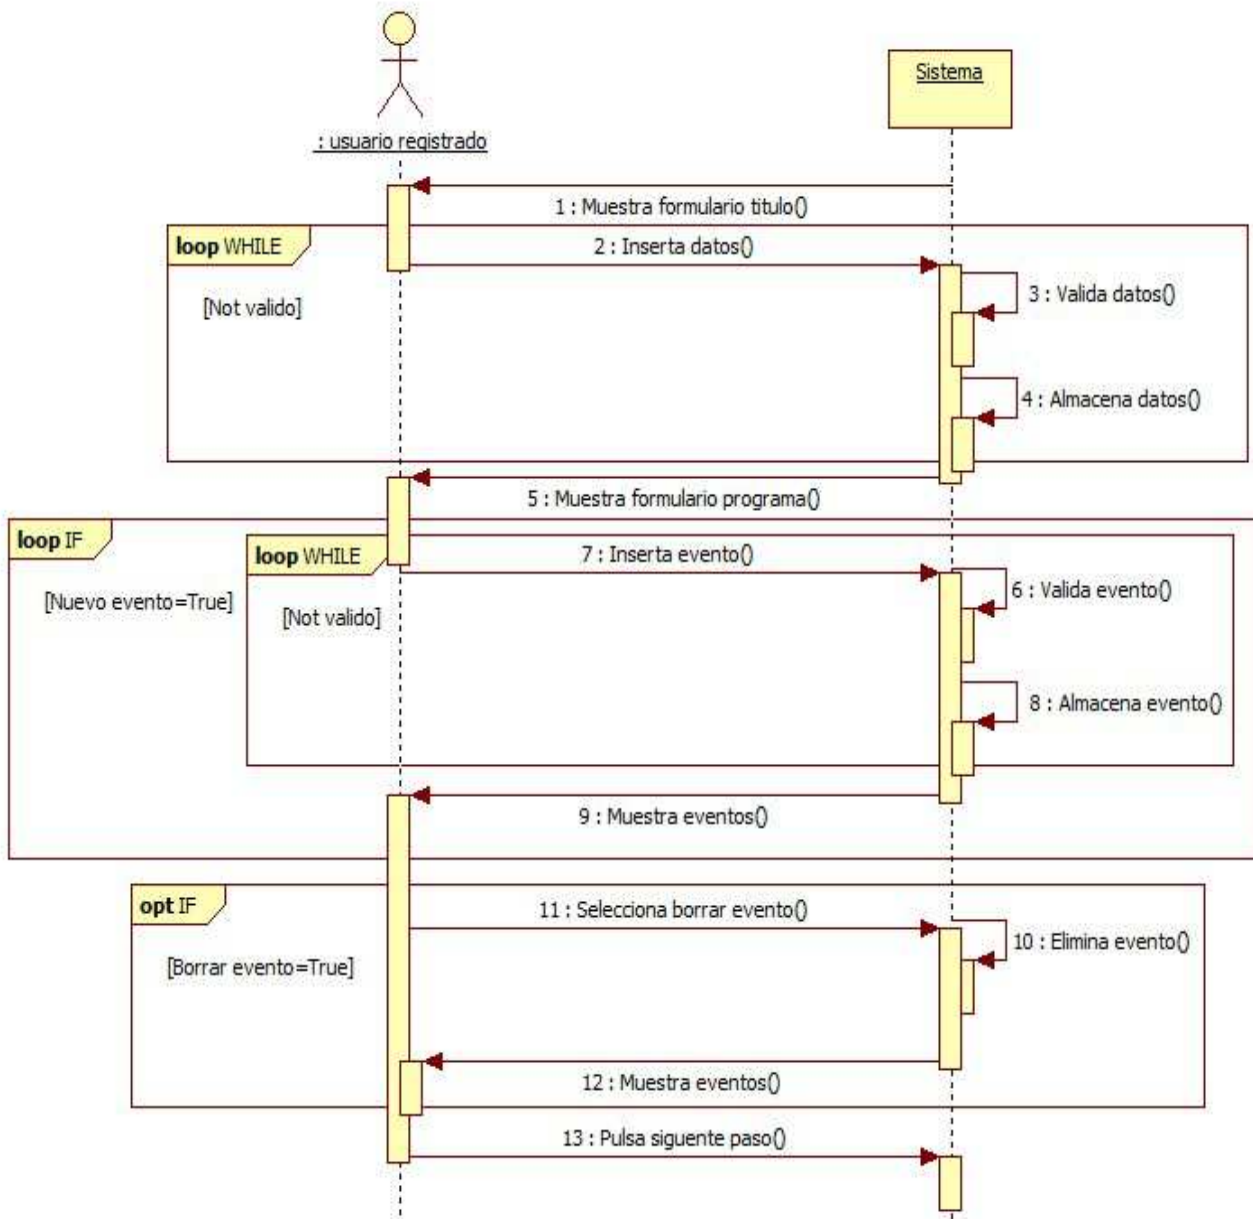 Sistema
: usuario registrado
1 : Muestra formulario titulo()
loop WHILE
2 : Inserta datos()
[Not valido]
3 : Valida datos()
4 : Almacena datos()
5 : Muestra formulario programa()
loop IF
loop WHILE
7 : Inserta evento()
6 : Valida evento()
[Nuevo evento=True]
[Not valido]
8 : Almacena evento()
9 : Muestra eventos()
opt IF
11 : Selecciona borrar evento()
10 : Elimina evento()
[Borrar evento=True]
12 : Muestra eventos()
13 : Pulsa siguente paso()